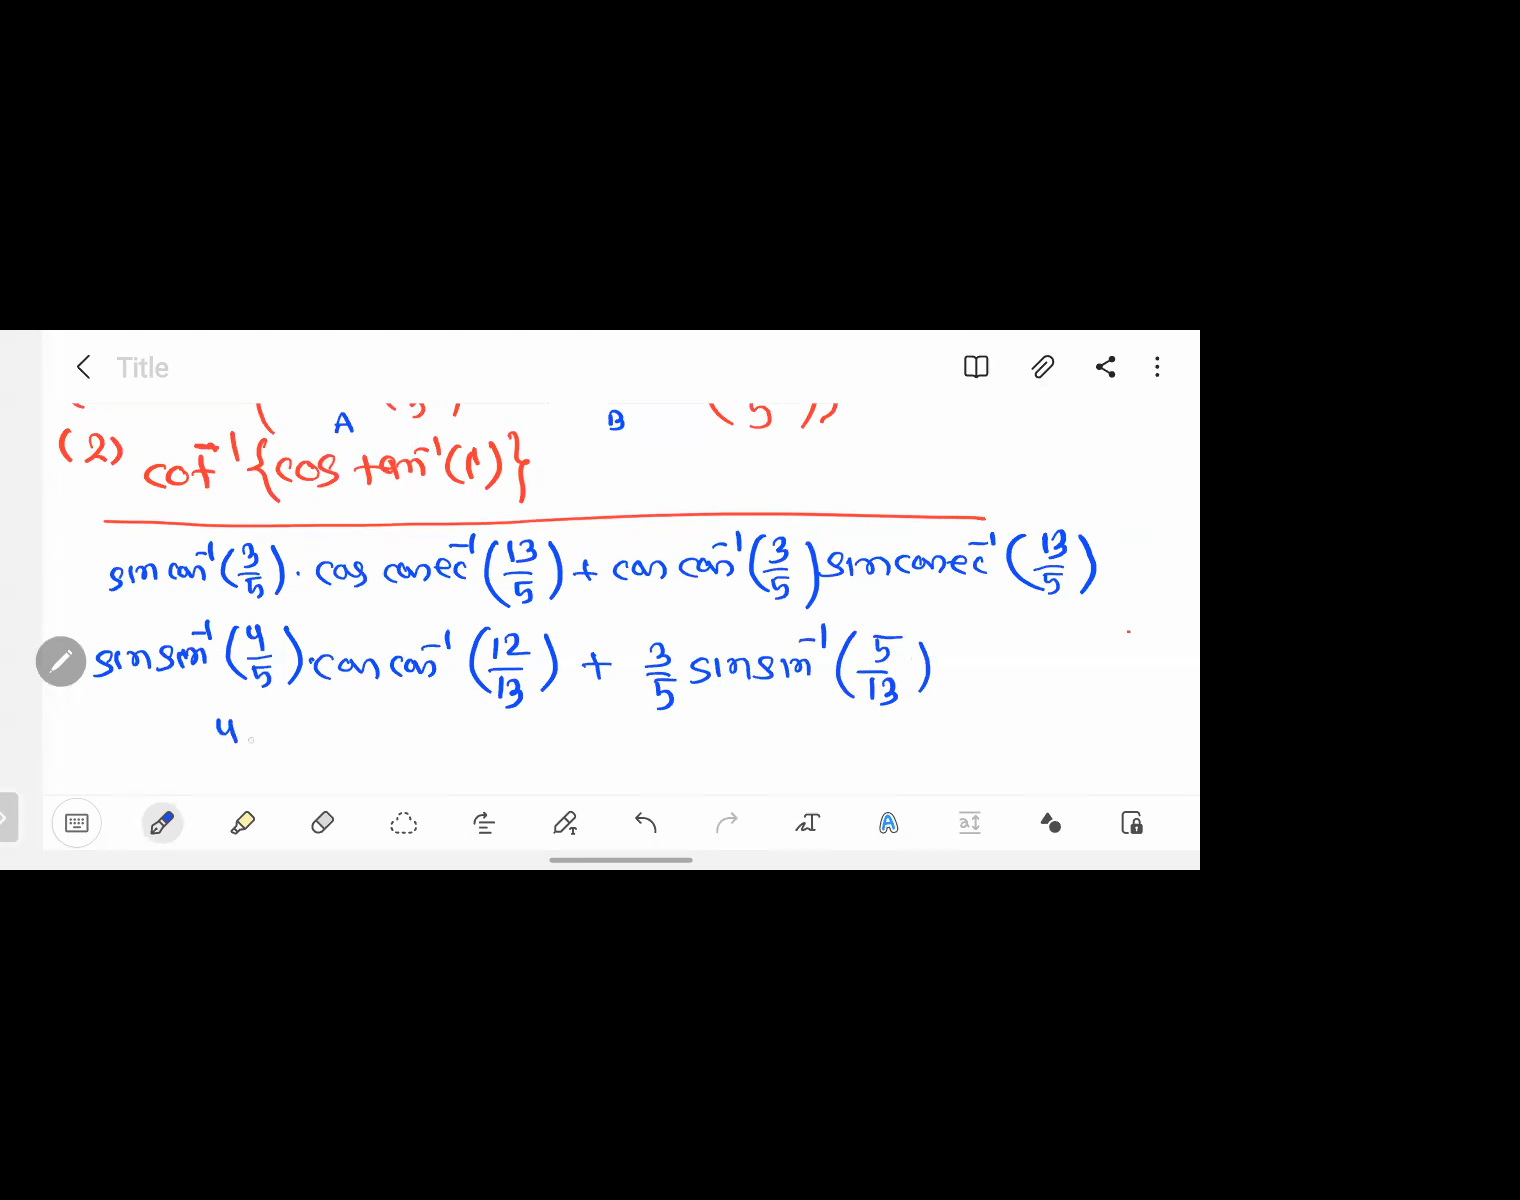 Title
A B
(2) cot⁻¹{cos tan⁻¹(1)}
sin cos⁻¹(3/5) · cos cosec⁻¹(13/5) + cos cos⁻¹(3/5) sin cosec⁻¹(13/5)
sin sin⁻¹(4/5) · cos cos⁻¹(12/13) + 3/5 sin sin⁻¹(5/13)
4